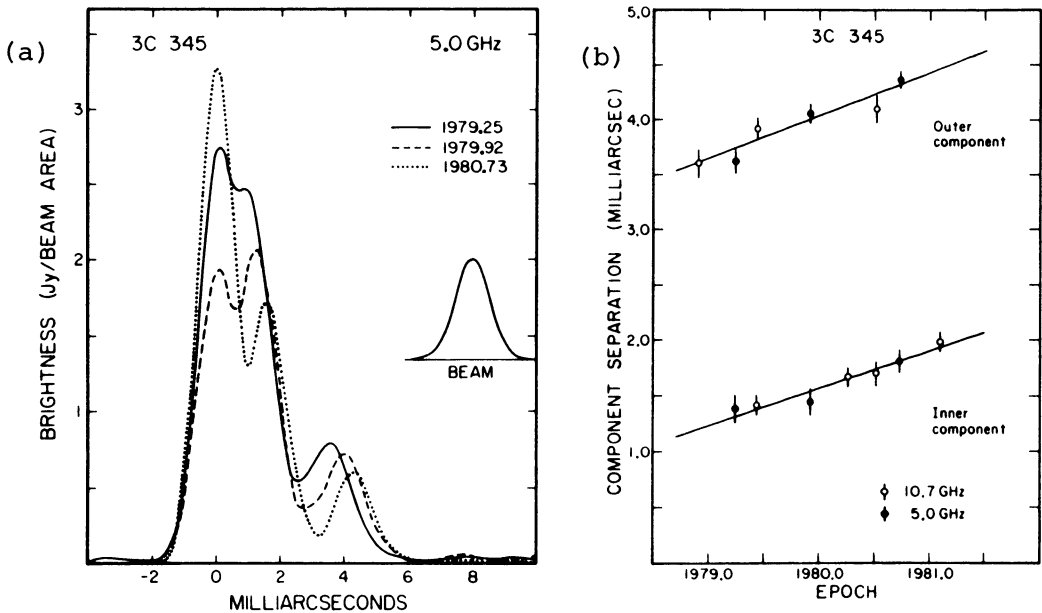 (a)
3C 345
5.0 GHz
1979.25
1979.92
1980.73
BEAM
BRIGHTNESS (Jy/BEAM AREA)
3
2
1
-2 0 2 4 6 8
MILLIARCSECONDS
(b)
3C 345
Outer
component
Inner
component
10.7 GHz
5.0 GHz
COMPONENT SEPARATION (MILLIARCSEC)
5.0
4.0
3.0
2.0
1.0
1979.0 1980.0 1981.0
EPOCH